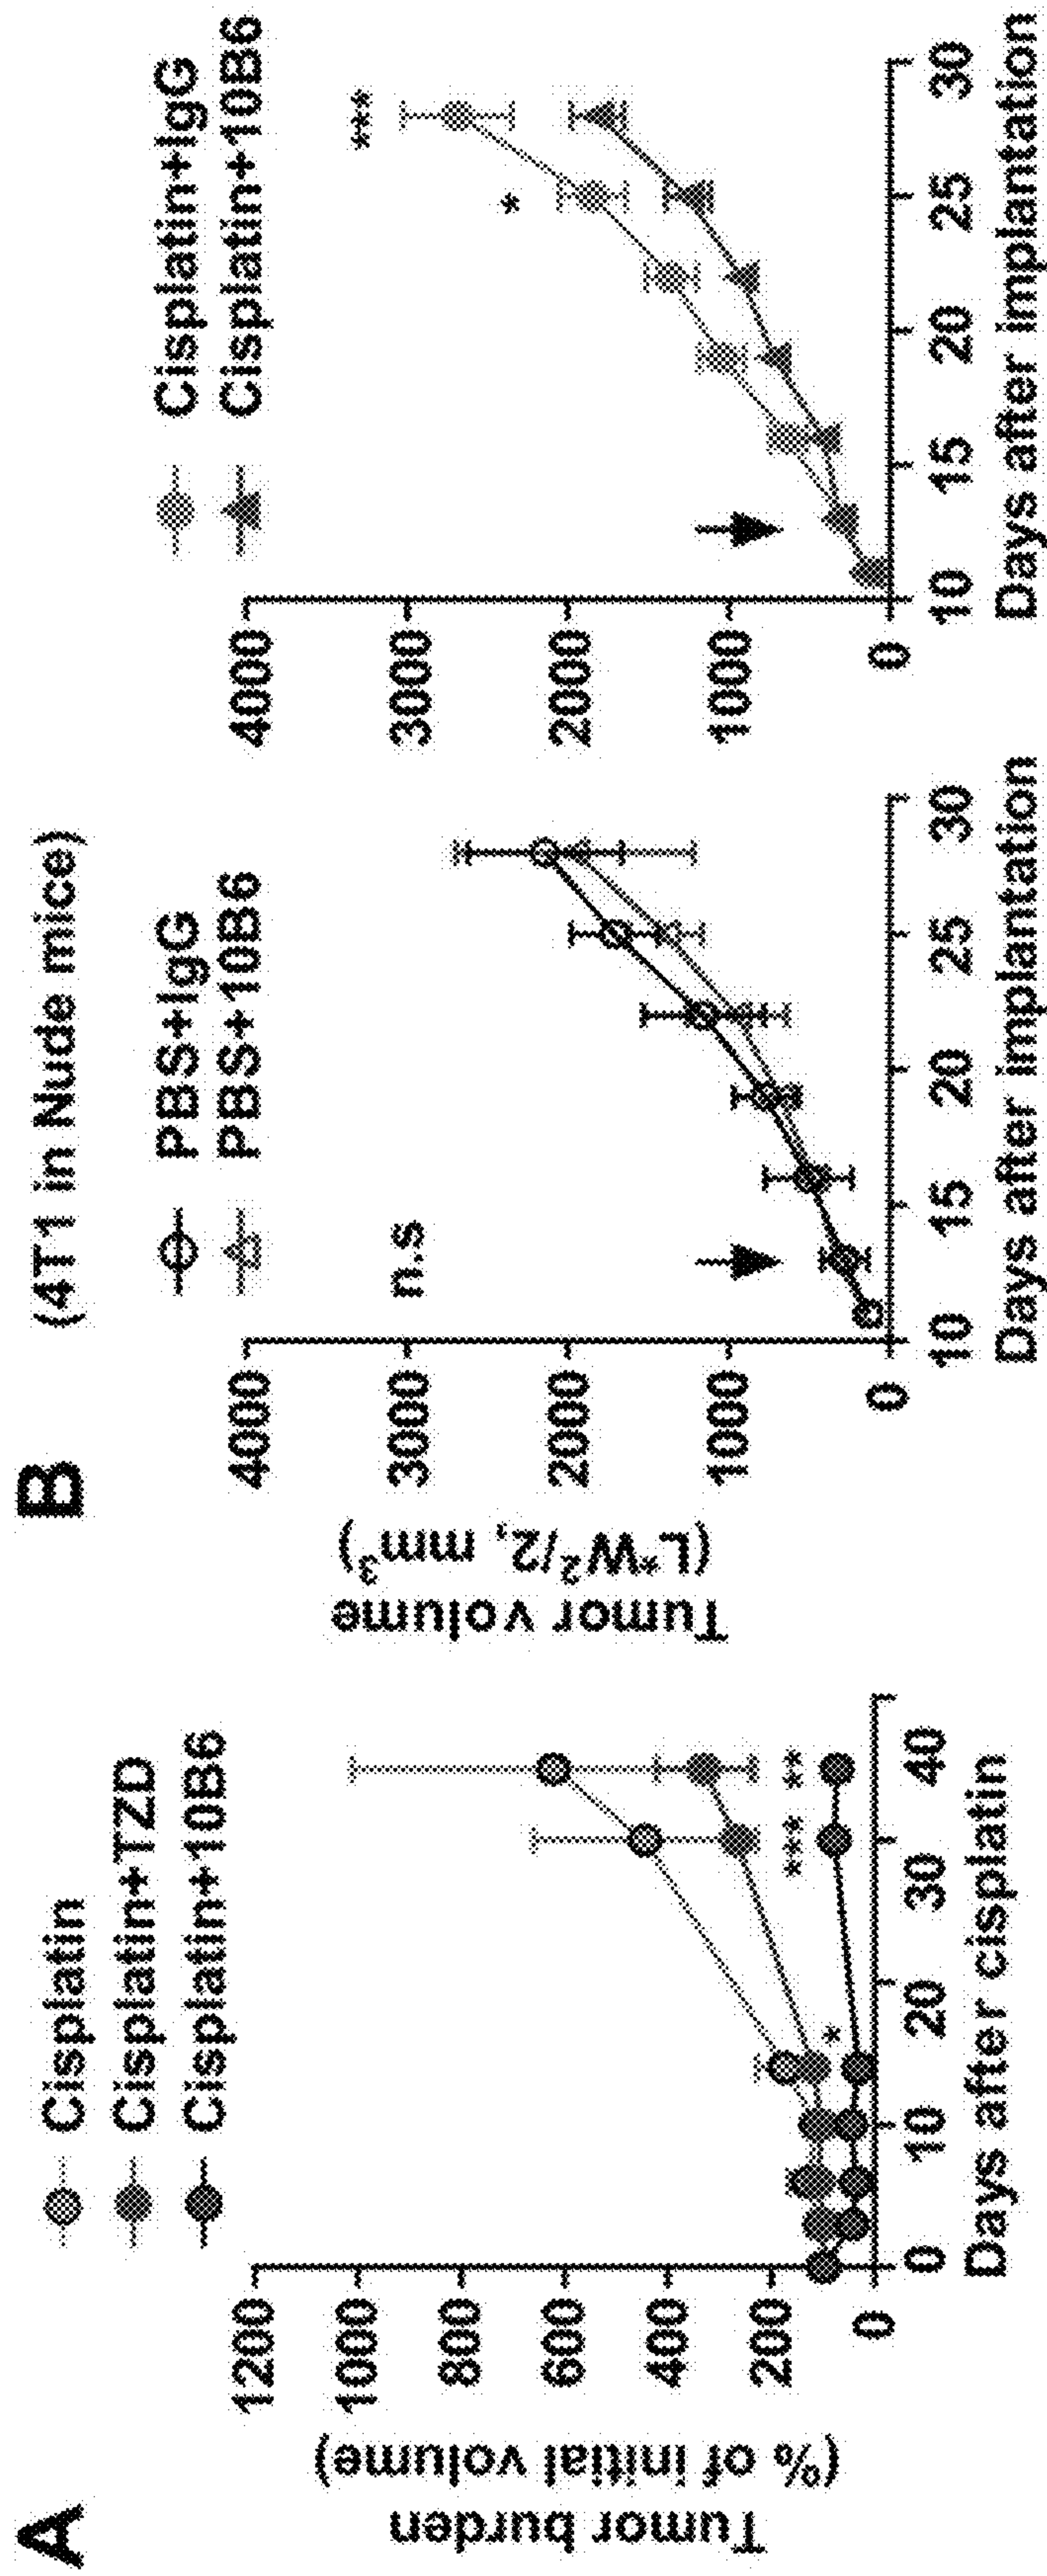 A
Tumor burden
(% of initial volume)
Cisplatin
Cisplatin+TZD
Cisplatin+10B6
1200
1000
800
600
400
200
0
*
***
**
0 10 20 30 40
Days after cisplatin
B
(4T1 in Nude mice)
Tumor volume
(L*W²/2, mm³)
PBS+IgG
PBS+10B6
4000
3000
2000
1000
0
n.s
10 15 20 25 30
Days after implantation
Cisplatin+IgG
Cisplatin+10B6
4000
3000
2000
1000
0
*
***
10 15 20 25 30
Days after implantation